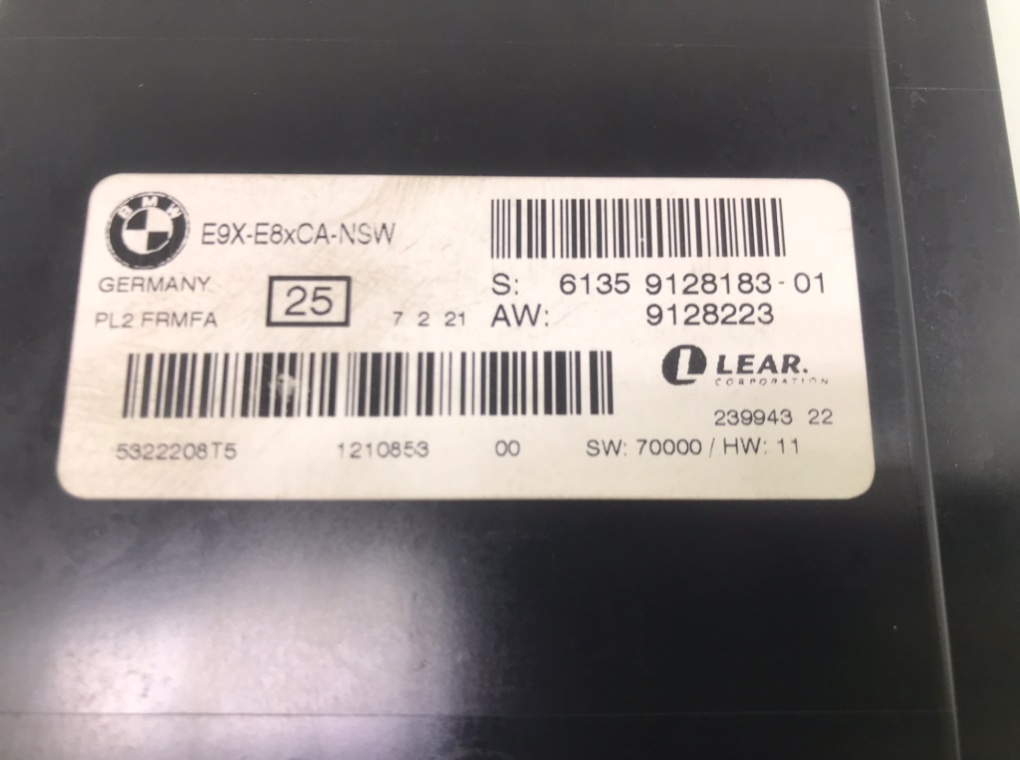 BMW
E9X-E8xCA-NSW
GERMANY
25
PL2 FRMFA
7 2 21
S: 6135 9128183-01
AW: 9128223
LEAR.
CORPORATION
239943 22
5322208T5 1210853 00 SW: 70000 / HW: 11